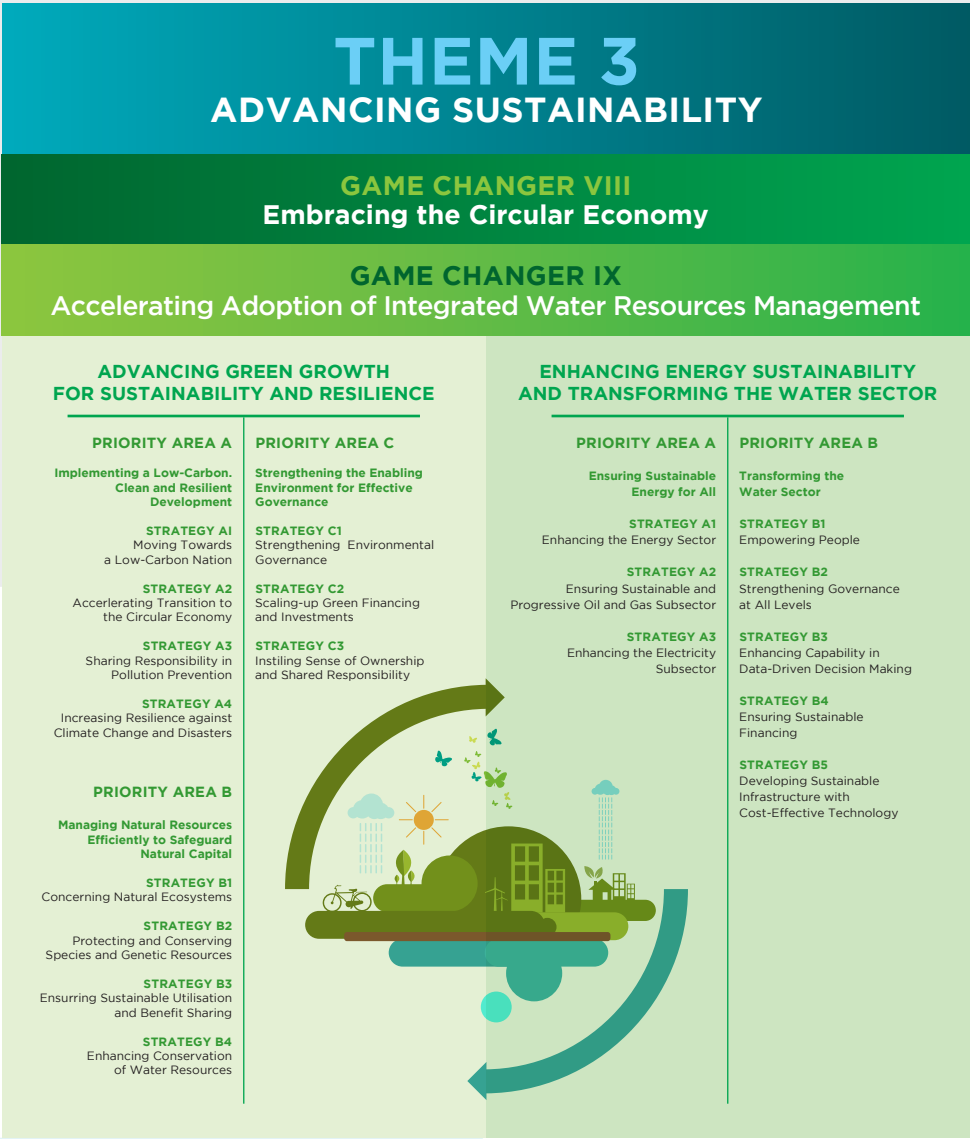 THEME 3
ADVANCING SUSTAINABILITY
GAME CHANGER VIII
Embracing the Circular Economy
GAME CHANGER IX
Accelerating Adoption of Integrated Water Resources Management
ADVANCING GREEN GROWTH
FOR SUSTAINABILITY AND RESILIENCE
PRIORITY AREA A
Implementing a Low-Carbon.
Clean and Resilient
Development
STRATEGY AI
Moving Towards
a Low-Carbon Nation
STRATEGY A2
Accerlerating Transition to
the Circular Economy
STRATEGY A3
Sharing Responsibility in
Pollution Prevention
STRATEGY A4
Increasing Resilience against
Climate Change and Disasters
PRIORITY AREA B
Managing Natural Resources
Efficiently to Safeguard
Natural Capital
STRATEGY B1
Concerning Natural Ecosystems
STRATEGY B2
Protecting and Conserving
Species and Genetic Resources
STRATEGY B3
Ensurring Sustainable Utilisation
and Benefit Sharing
STRATEGY B4
Enhancing Conservation
of Water Resources
PRIORITY AREA C
Strengthening the Enabling
Environment for Effective
Governance
STRATEGY C1
Strengthening Environmental
Governance
STRATEGY C2
Scaling-up Green Financing
and Investments
STRATEGY C3
Instiling Sense of Ownership
and Shared Responsibility
ENHANCING ENERGY SUSTAINABILITY
AND TRANSFORMING THE WATER SECTOR
PRIORITY AREA A
Ensuring Sustainable
Energy for All
STRATEGY A1
Enhancing the Energy Sector
STRATEGY A2
Ensuring Sustainable and
Progressive Oil and Gas Subsector
STRATEGY A3
Enhancing the Electricity
Subsector
PRIORITY AREA B
Transforming the
Water Sector
STRATEGY B1
Empowering People
STRATEGY B2
Strengthening Governance
at All Levels
STRATEGY B3
Enhancing Capability in
Data-Driven Decision Making
STRATEGY B4
Ensuring Sustainable
Financing
STRATEGY B5
Developing Sustainable
Infrastructure with
Cost-Effective Technology